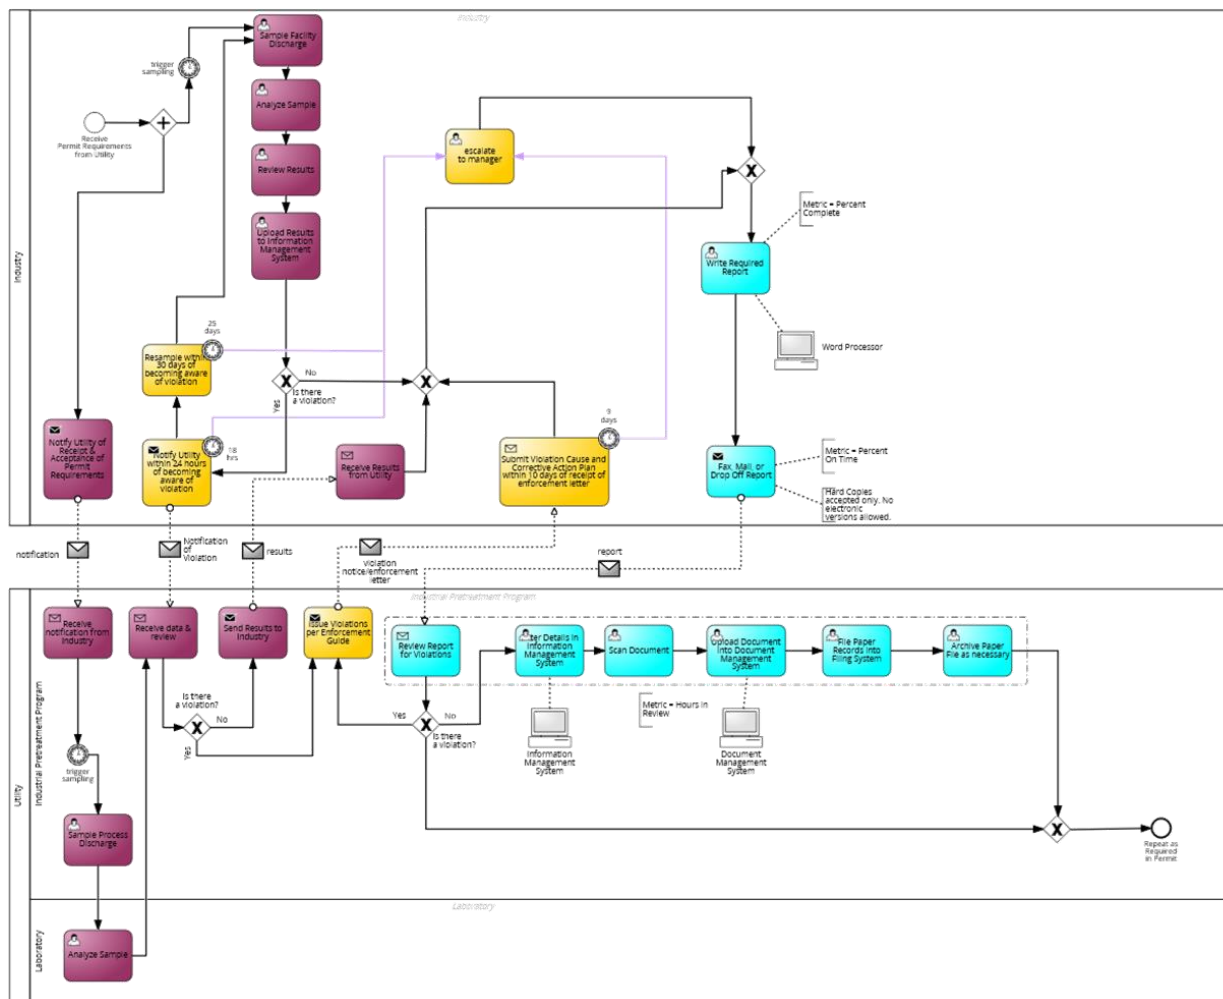 Industry
Industry
Sample Facility
Discharge
trigger
sampling
Analyze Sample
Receive
Permit Requirements
from Utility
escalate
to manager
Review Results
Metric = Percent
Complete
Upload Results
to Information
Management
System
Write Required
Report
25
days
Word Processor
Resample within
30 days of
becoming aware
of violation
No
Is there
a violation?
Yes
9
days
Notify Utility of
Receipt &
Acceptance of
Permit
Requirements
18
hrs
Notify Utility
within 24 hours
of becoming
aware of
violation
Receive Results
from Utility
Submit Violation Cause and
Corrective Action Plan
within 10 days of receipt of
enforcement letter
Fax, Mail, or
Drop Off Report
Metric = Percent
On Time
Hard Copies
accepted only. No
electronic
versions allowed.
notification
Notification
of
Violation
results
violation
notice/enforcement
letter
report
Utility
Industrial Pretreatment Program
Industrial Pretreatment Program
Receive
notification from
Industry
Receive data &
review
Send Results to
Industry
Issue Violations
per Enforcement
Guide
Review Report
for Violations
Details in
Information
Management
System
Scan Document
Upload Document
into Document
Management
System
File Paper
Records into
Filing System
Archive Paper
File as necessary
Is there
a violation?
No
Yes
Yes
No
Is there
a violation?
Metric = Hours in
Review
Information
Management
System
Document
Management
System
trigger
sampling
Sample Process
Discharge
Repeat as
Required
in Permit
Laboratory
Laboratory
Analyze Sample